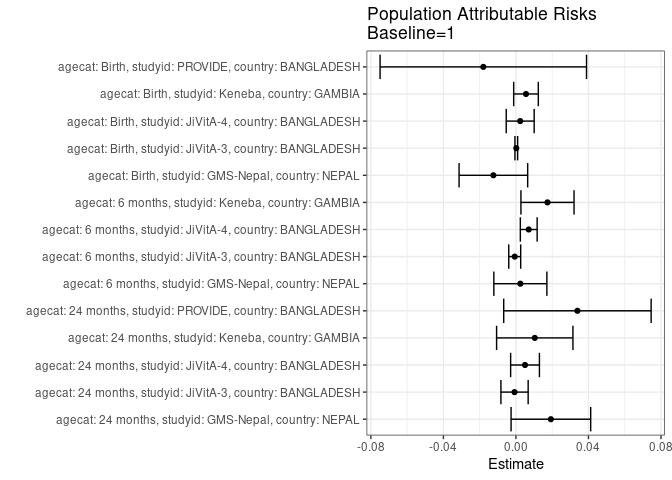 Population Attributable Risks
Baseline=1
agecat: Birth, studyid: PROVIDE, country: BANGLADESH
agecat: Birth, studyid: Keneba, country: GAMBIA
agecat: Birth, studyid: JiVitA-4, country: BANGLADESH
agecat: Birth, studyid: JiVitA-3, country: BANGLADESH
agecat: Birth, studyid: GMS-Nepal, country: NEPAL
agecat: 6 months, studyid: Keneba, country: GAMBIA
agecat: 6 months, studyid: JiVitA-4, country: BANGLADESH
agecat: 6 months, studyid: JiVitA-3, country: BANGLADESH
agecat: 6 months, studyid: GMS-Nepal, country: NEPAL
agecat: 24 months, studyid: PROVIDE, country: BANGLADESH
agecat: 24 months, studyid: Keneba, country: GAMBIA
agecat: 24 months, studyid: JiVitA-4, country: BANGLADESH
agecat: 24 months, studyid: JiVitA-3, country: BANGLADESH
agecat: 24 months, studyid: GMS-Nepal, country: NEPAL
-0.08 -0.04 0.00 0.04 0.08
Estimate